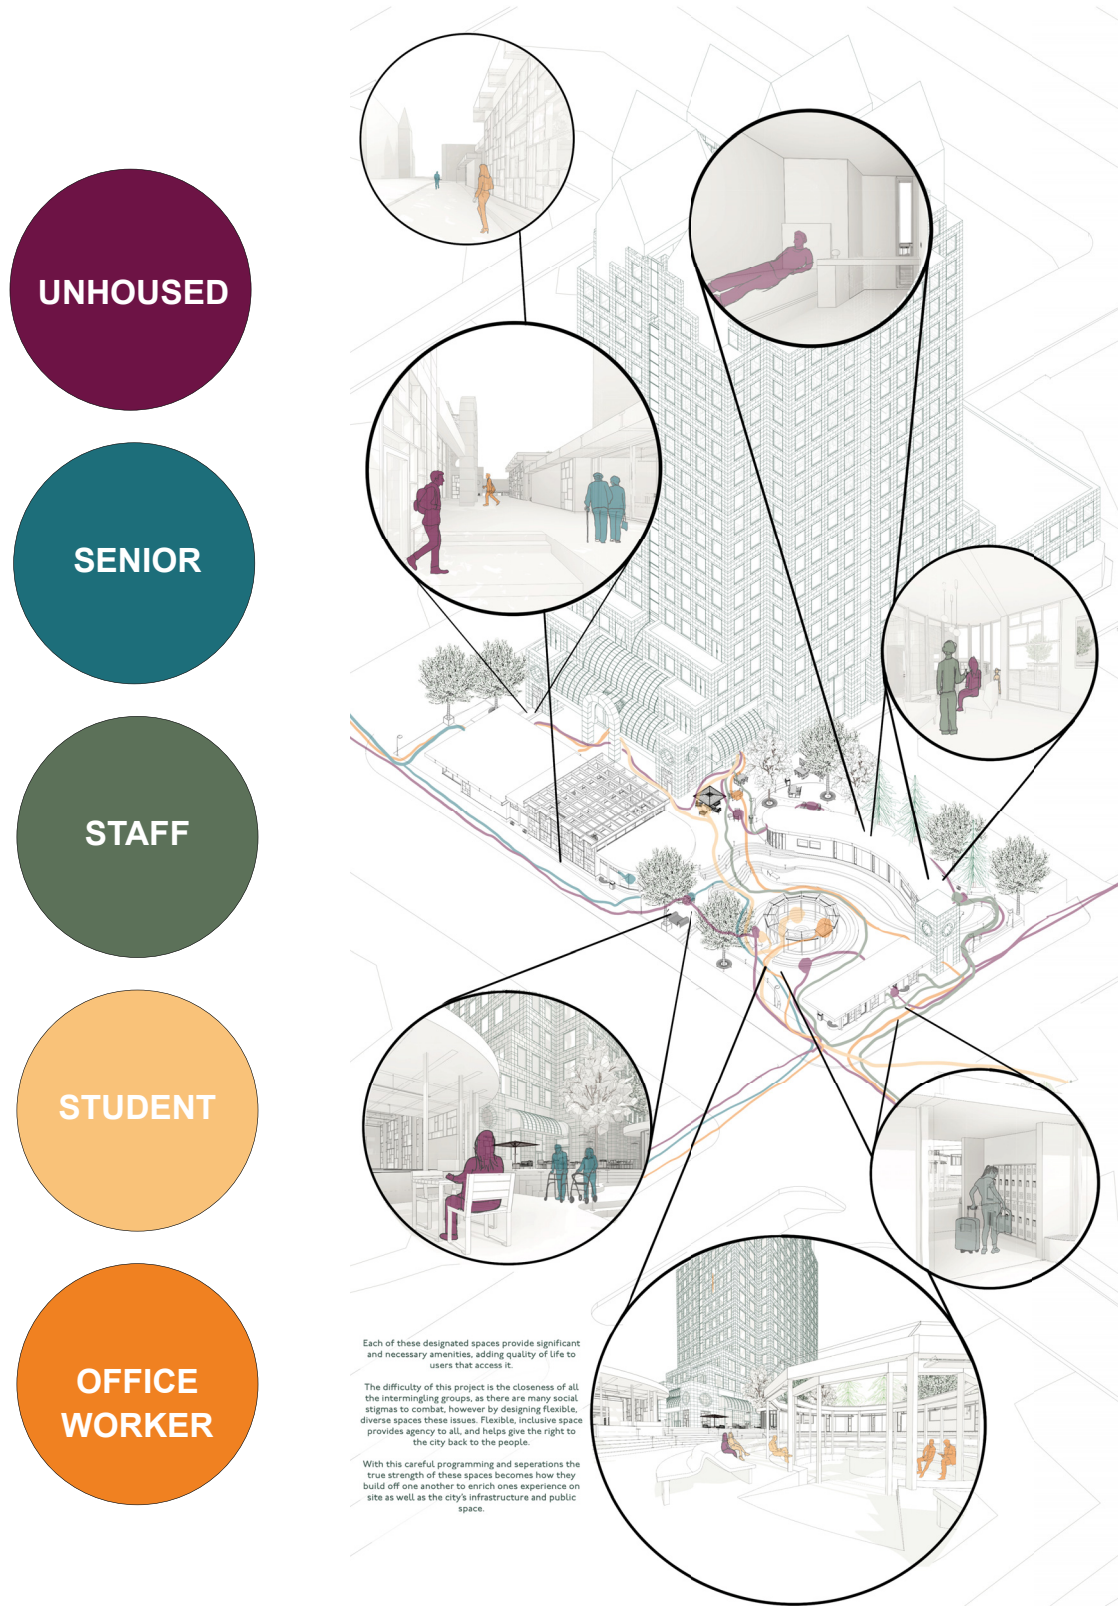 UNHOUSED
SENIOR
STAFF
STUDENT
OFFICE
WORKER
Each of these designated spaces provide significant
and necessary amenities, adding quality of life to
users that access it.
The difficulty of this project is the closeness of all
the intermingling groups, as there are many social
stigmas to combat, however by designing flexible,
diverse spaces these issues. Flexible, inclusive space
provides agency to all, and helps give the right to
the city back to the people.
With this careful programming and seperations the
true strength of these spaces becomes how they
build off one another to enrich ones experience on
site as well as the city's infrastructure and public
space.